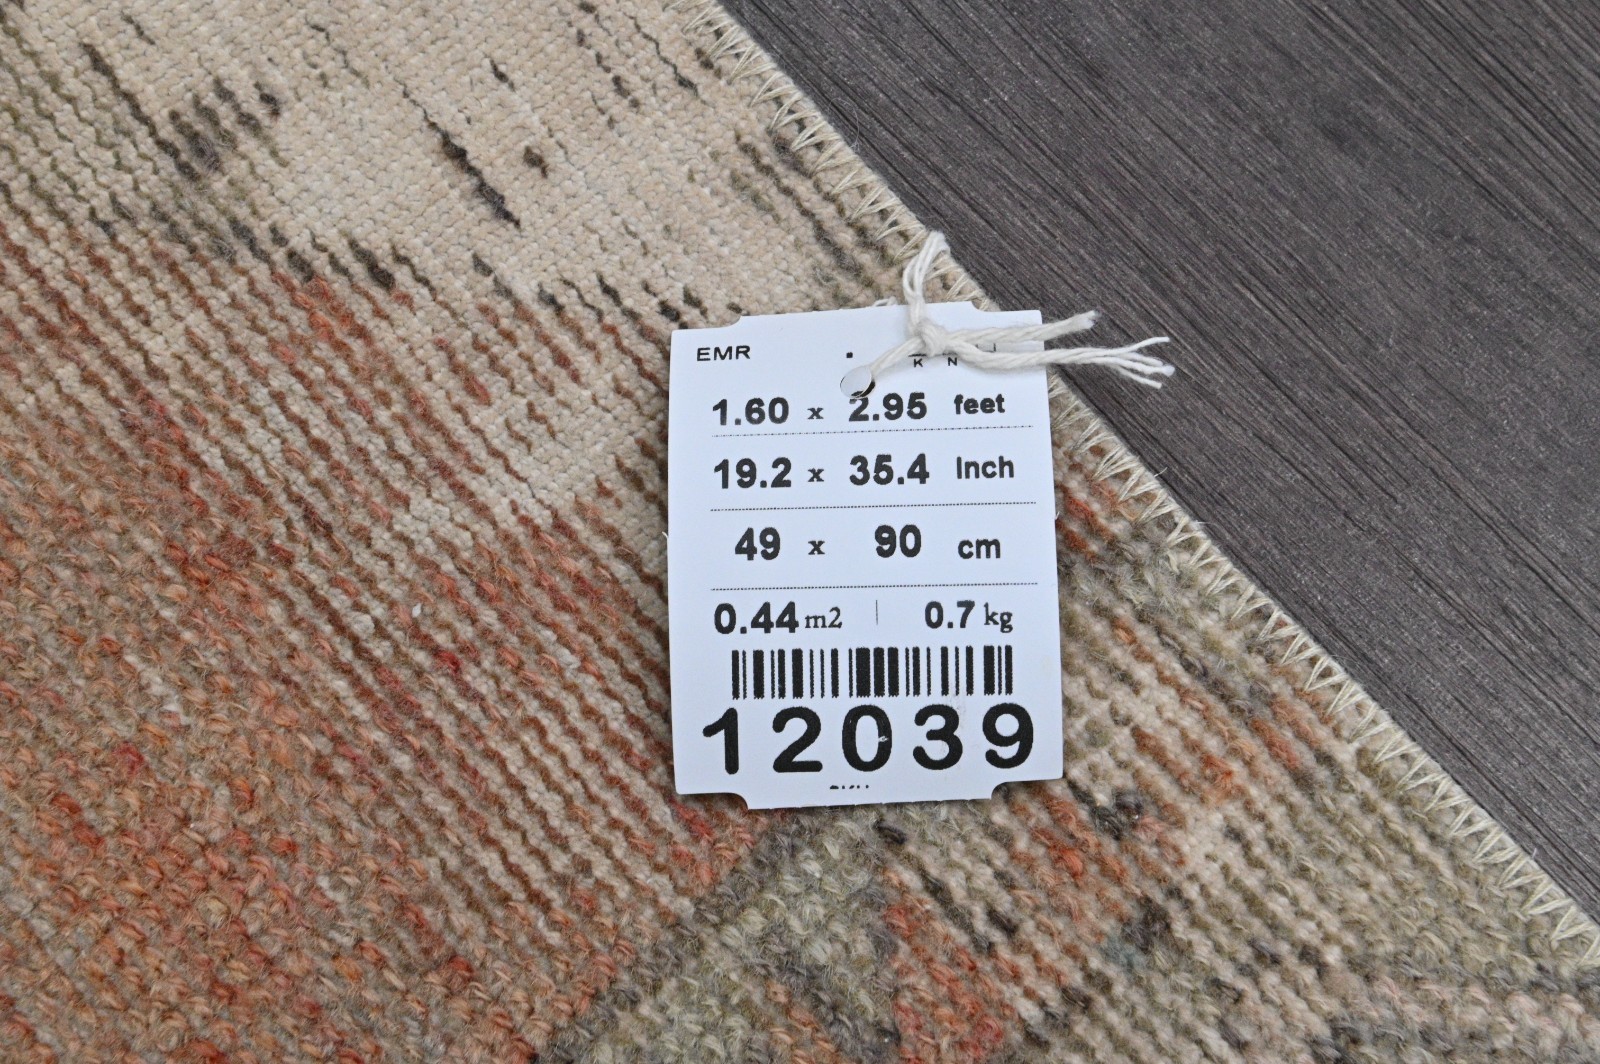 EMR
1.60 x 2.95 feet
19.2 x 35.4 Inch
49 x 90 cm
0.44 m2 | 0.7 kg
12039